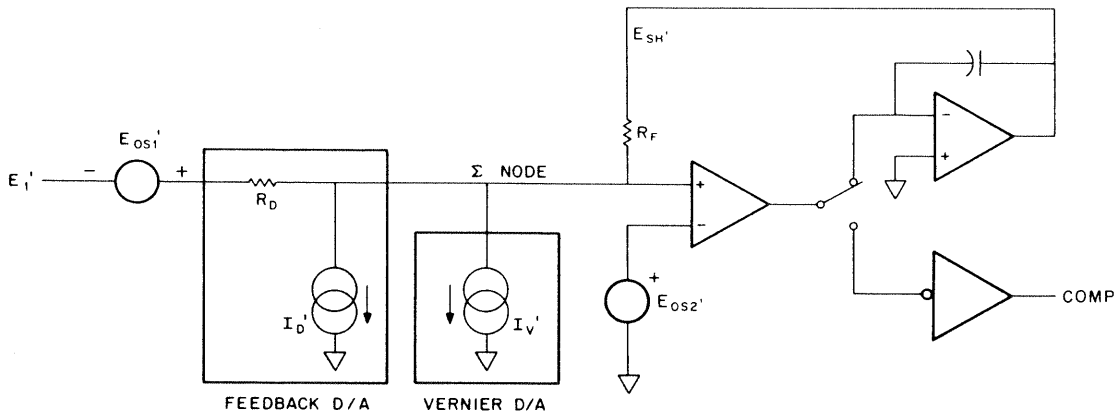 E_SH'
E_OS1'
R_F
E_1'
Σ NODE
R_D
I_D'
I_V'
E_OS2'
COMP
FEEDBACK D/A
VERNIER D/A
- +
+
-
+
-
+